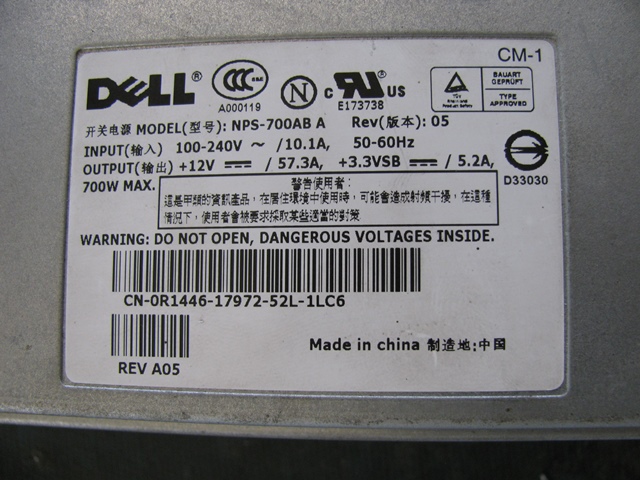 CM-1
DELL®
CCC S&E
A000119
N
c RU® US
E173738
TÜV
BAUART
GEPRÜFT
TYPE
APPROVED
开关电源 MODEL(型号): NPS-700AB A Rev(版本): 05
INPUT(输入) 100-240V ~ /10.1A, 50-60Hz
OUTPUT(输出) +12V ⎓ / 57.3A, +3.3VSB ⎓ / 5.2A,
700W MAX.
D33030
警告使用者:
這是甲類的資訊產品，在居住環境中使用時，可能會造成射頻干擾，在這種
情況下，使用者會被要求採取某些適當的對策
WARNING: DO NOT OPEN, DANGEROUS VOLTAGES INSIDE.
CN-0R1446-17972-52L-1LC6
REV A05
Made in china 制造地:中国